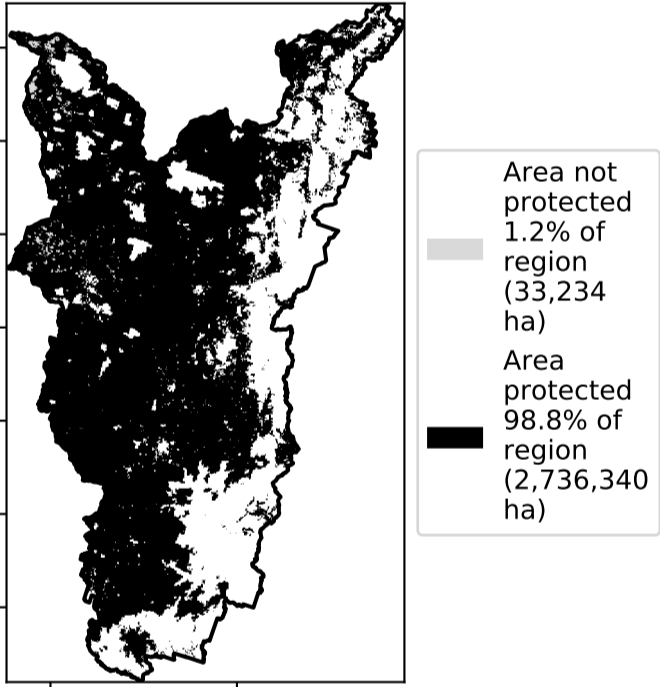 Area not
protected
1.2% of
region
(33,234
ha)
Area
protected
98.8% of
region
(2,736,340
ha)